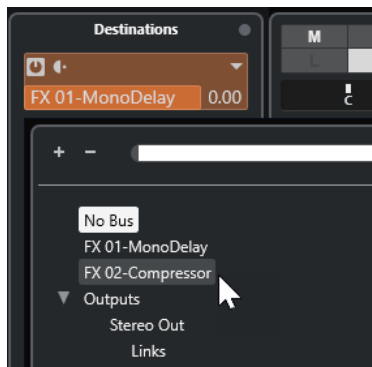 Destinations
M
L
FX 01-MonoDelay 0.00
C
+ -
No Bus
FX 01-MonoDelay
FX 02-Compressor
Outputs
Stereo Out
Links